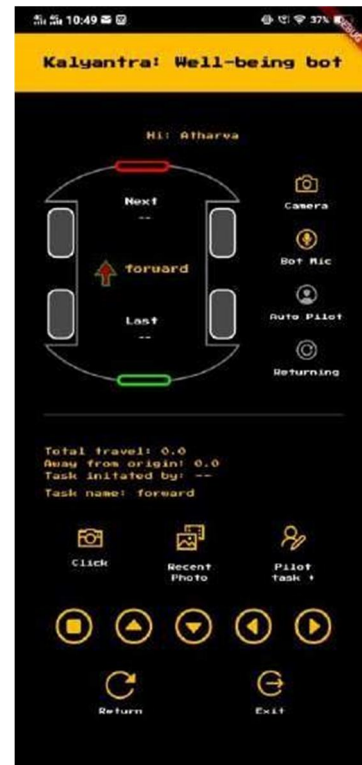 10:49
37%
DEBUG
Kalyantra: Well-being bot
Hi: Atharva
Next
--
Camera
forward
Bot Mic
Last
--
Auto Pilot
Returning
Total travel: 0.0
Away from origin: 0.0
Task initated by: --
Task name: forward
Click
Recent
Photo
Pilot
task +
Return
Exit